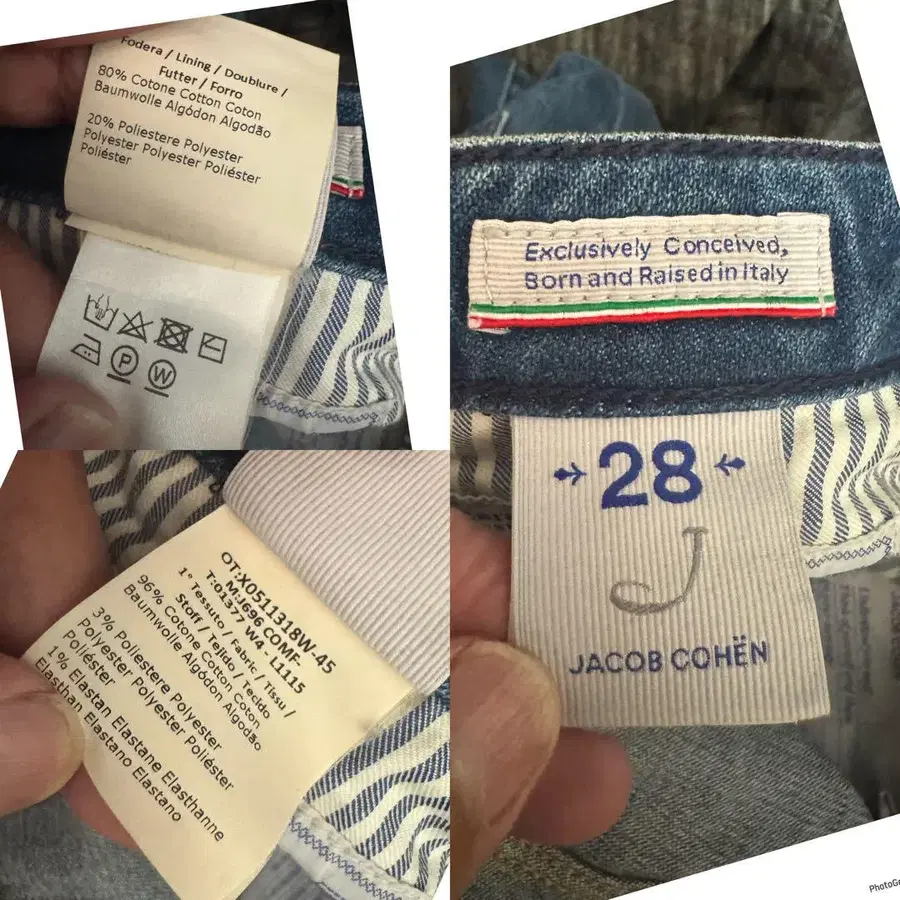 Fodera / Lining / Doublure /
Futter / Forro
80% Cotone Cotton Coton
Baumwolle Algódon Algodão
20% Poliestere Polyester
Polyester Polyester Polyester
Poliéster
P
W
Exclusively Conceived,
Born and Raised in Italy
28
J
JACOB COHËN
OT:X0511318W-45
M:J696 COMF-
T:01377 W4 . L1115
1° Tessuto / Fabric / Tissu /
Stoff / Tejido / Tecido
96% Cotone Cotton Coton
Baumwolle Algódon Algodão
3% Poliestere Polyester
Polyester Polyester Polyester
Poliéster
1% Elastan Elastane Elasthanne
Elasthan Elastano Elastano